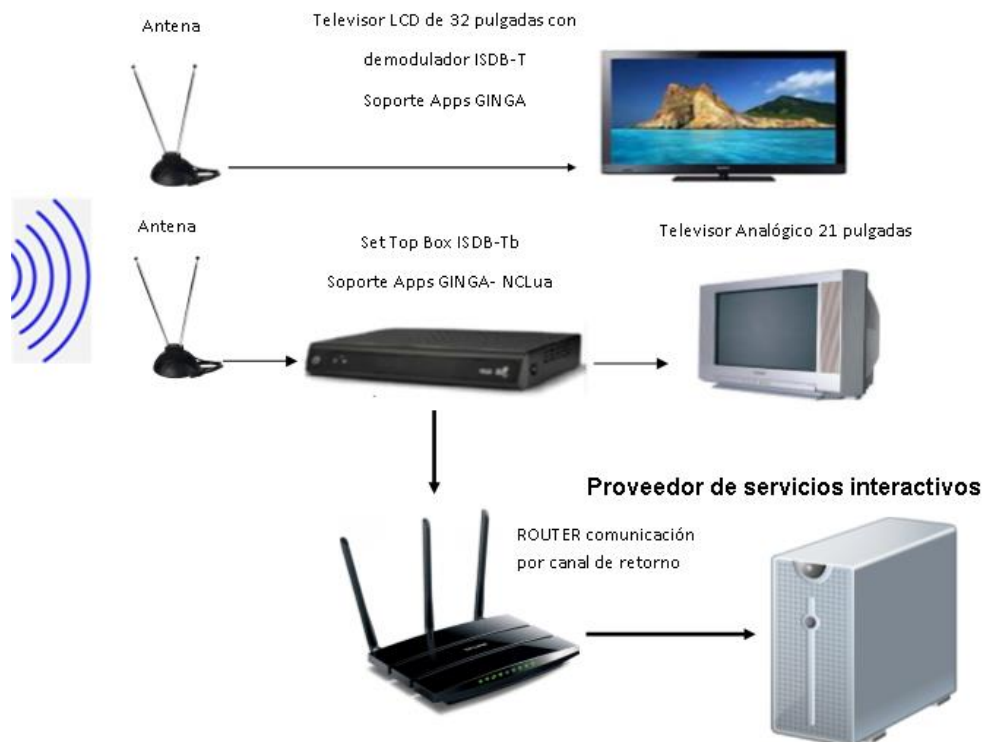 Antena
Televisor LCD de 32 pulgadas con
demodulador ISDB-T
Soporte Apps GINGA
Antena
Set Top Box ISDB-Tb
Soporte Apps GINGA- NCLua
Televisor Analógico 21 pulgadas
Proveedor de servicios interactivos
ROUTER comunicación
por canal de retorno